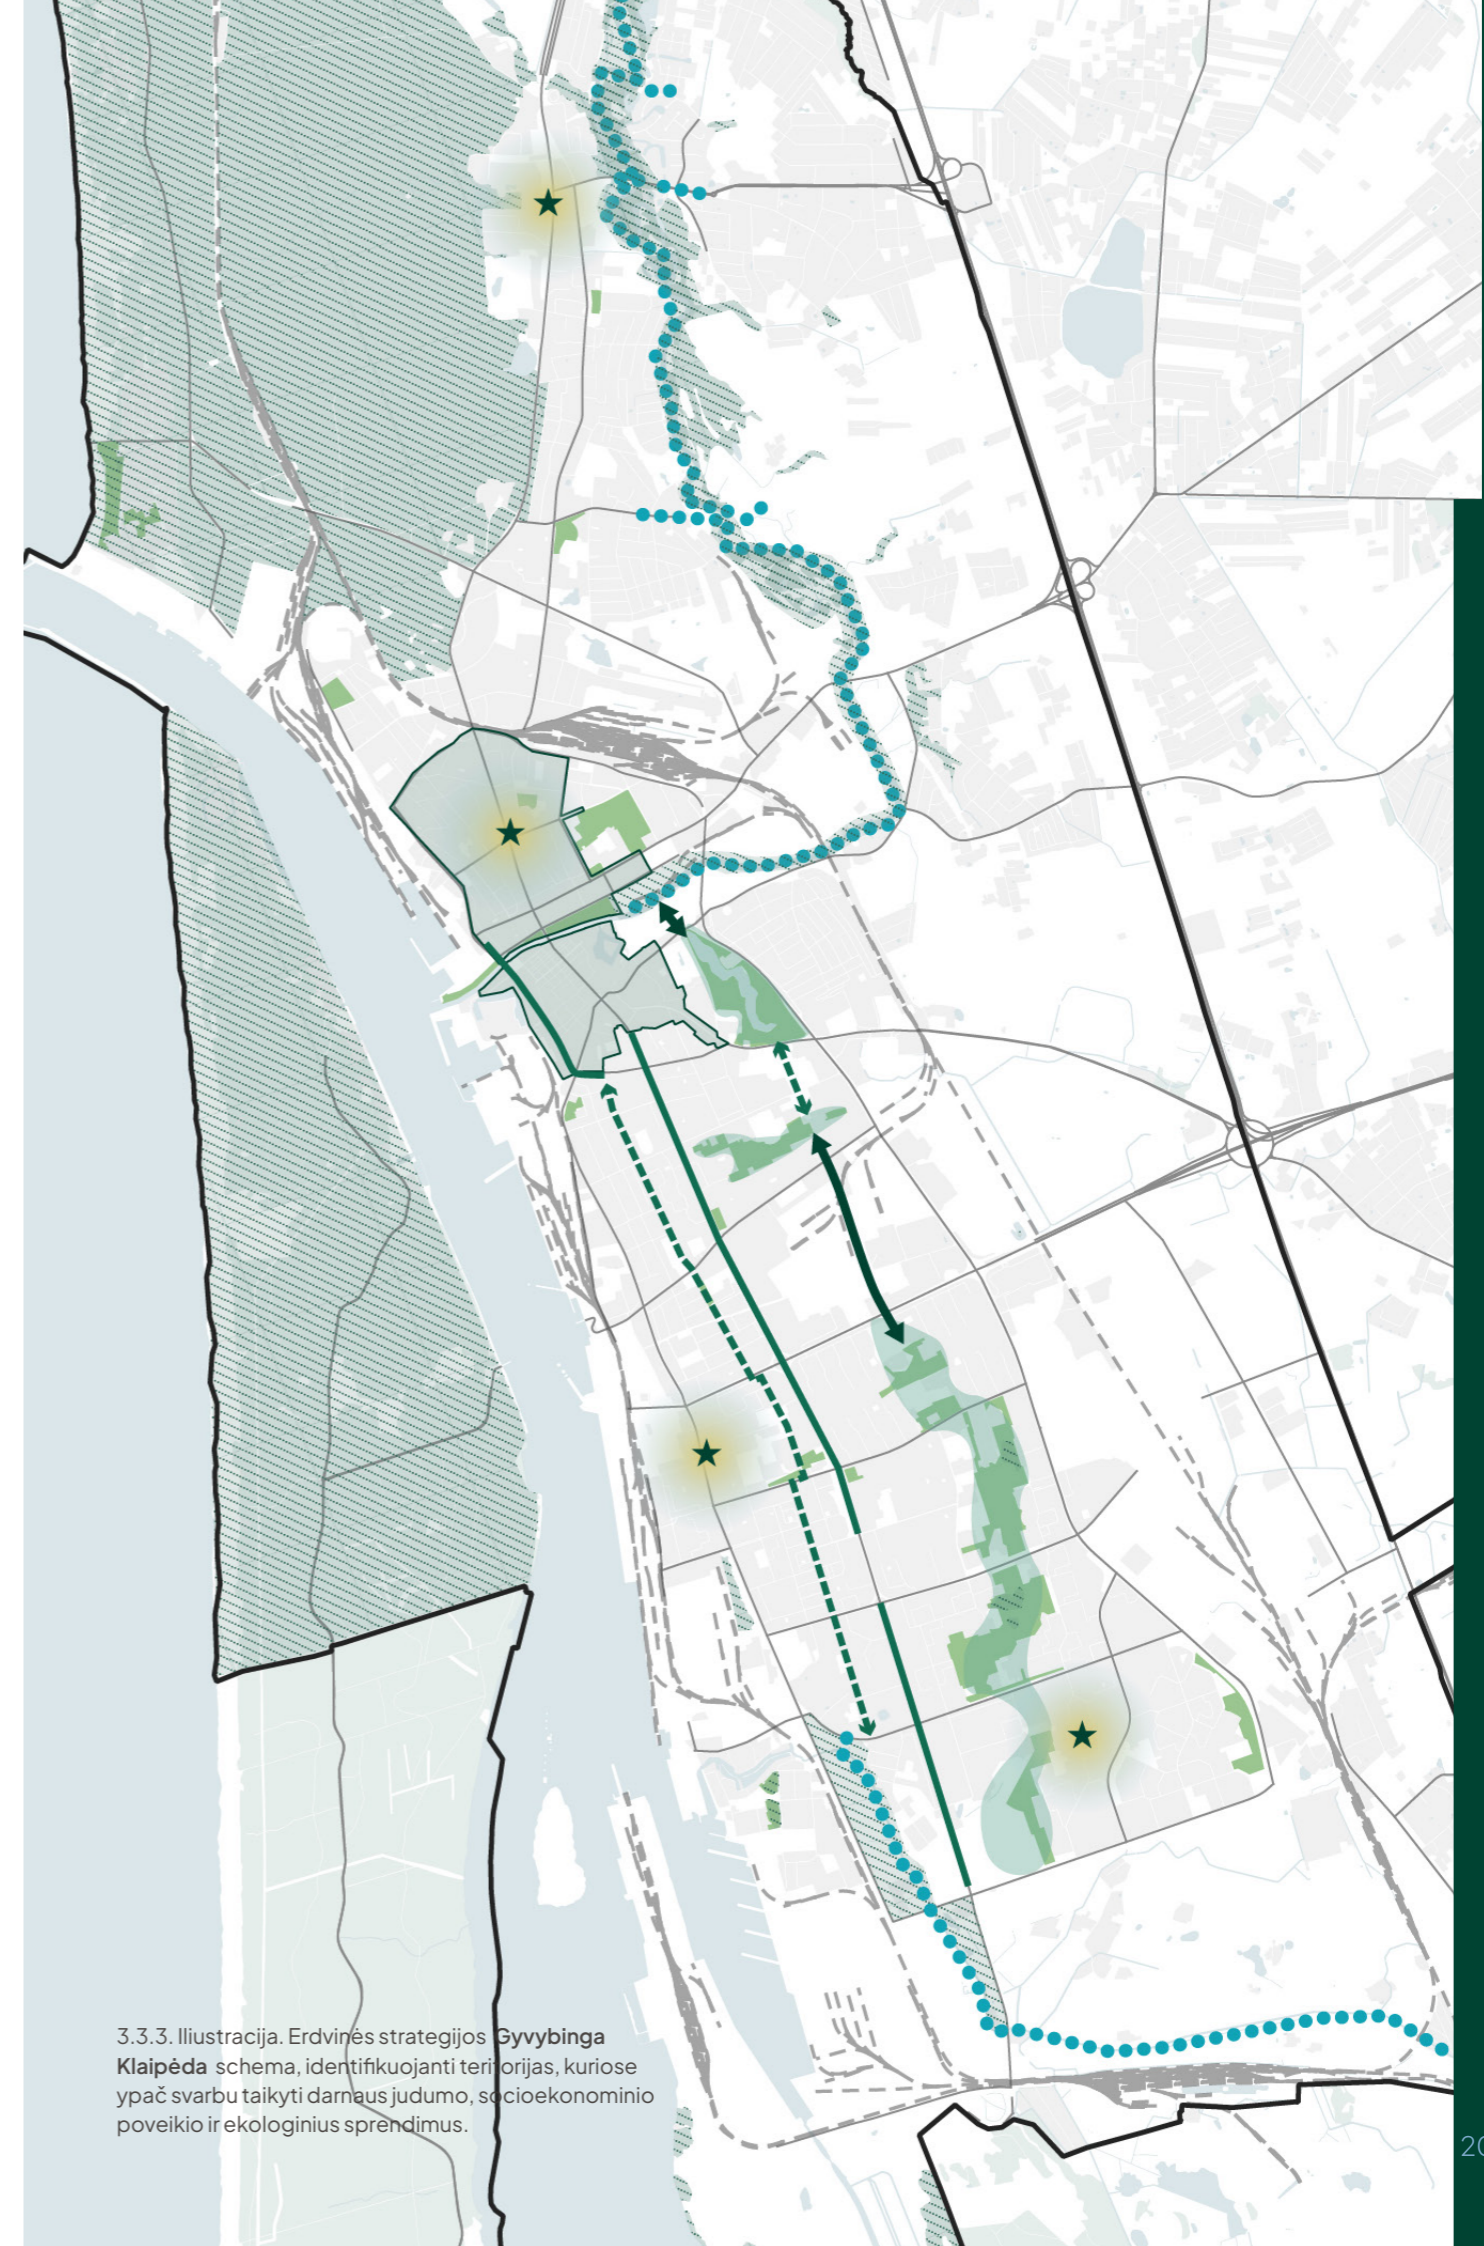 3.3.3. Iliustracija. Erdvinės strategijos Gyvybinga
Klaipėda schema, identifikuojanti teritorijas, kuriose
ypač svarbu taikyti darnaus judumo, socioekonominio
poveikio ir ekologinius sprendimus.